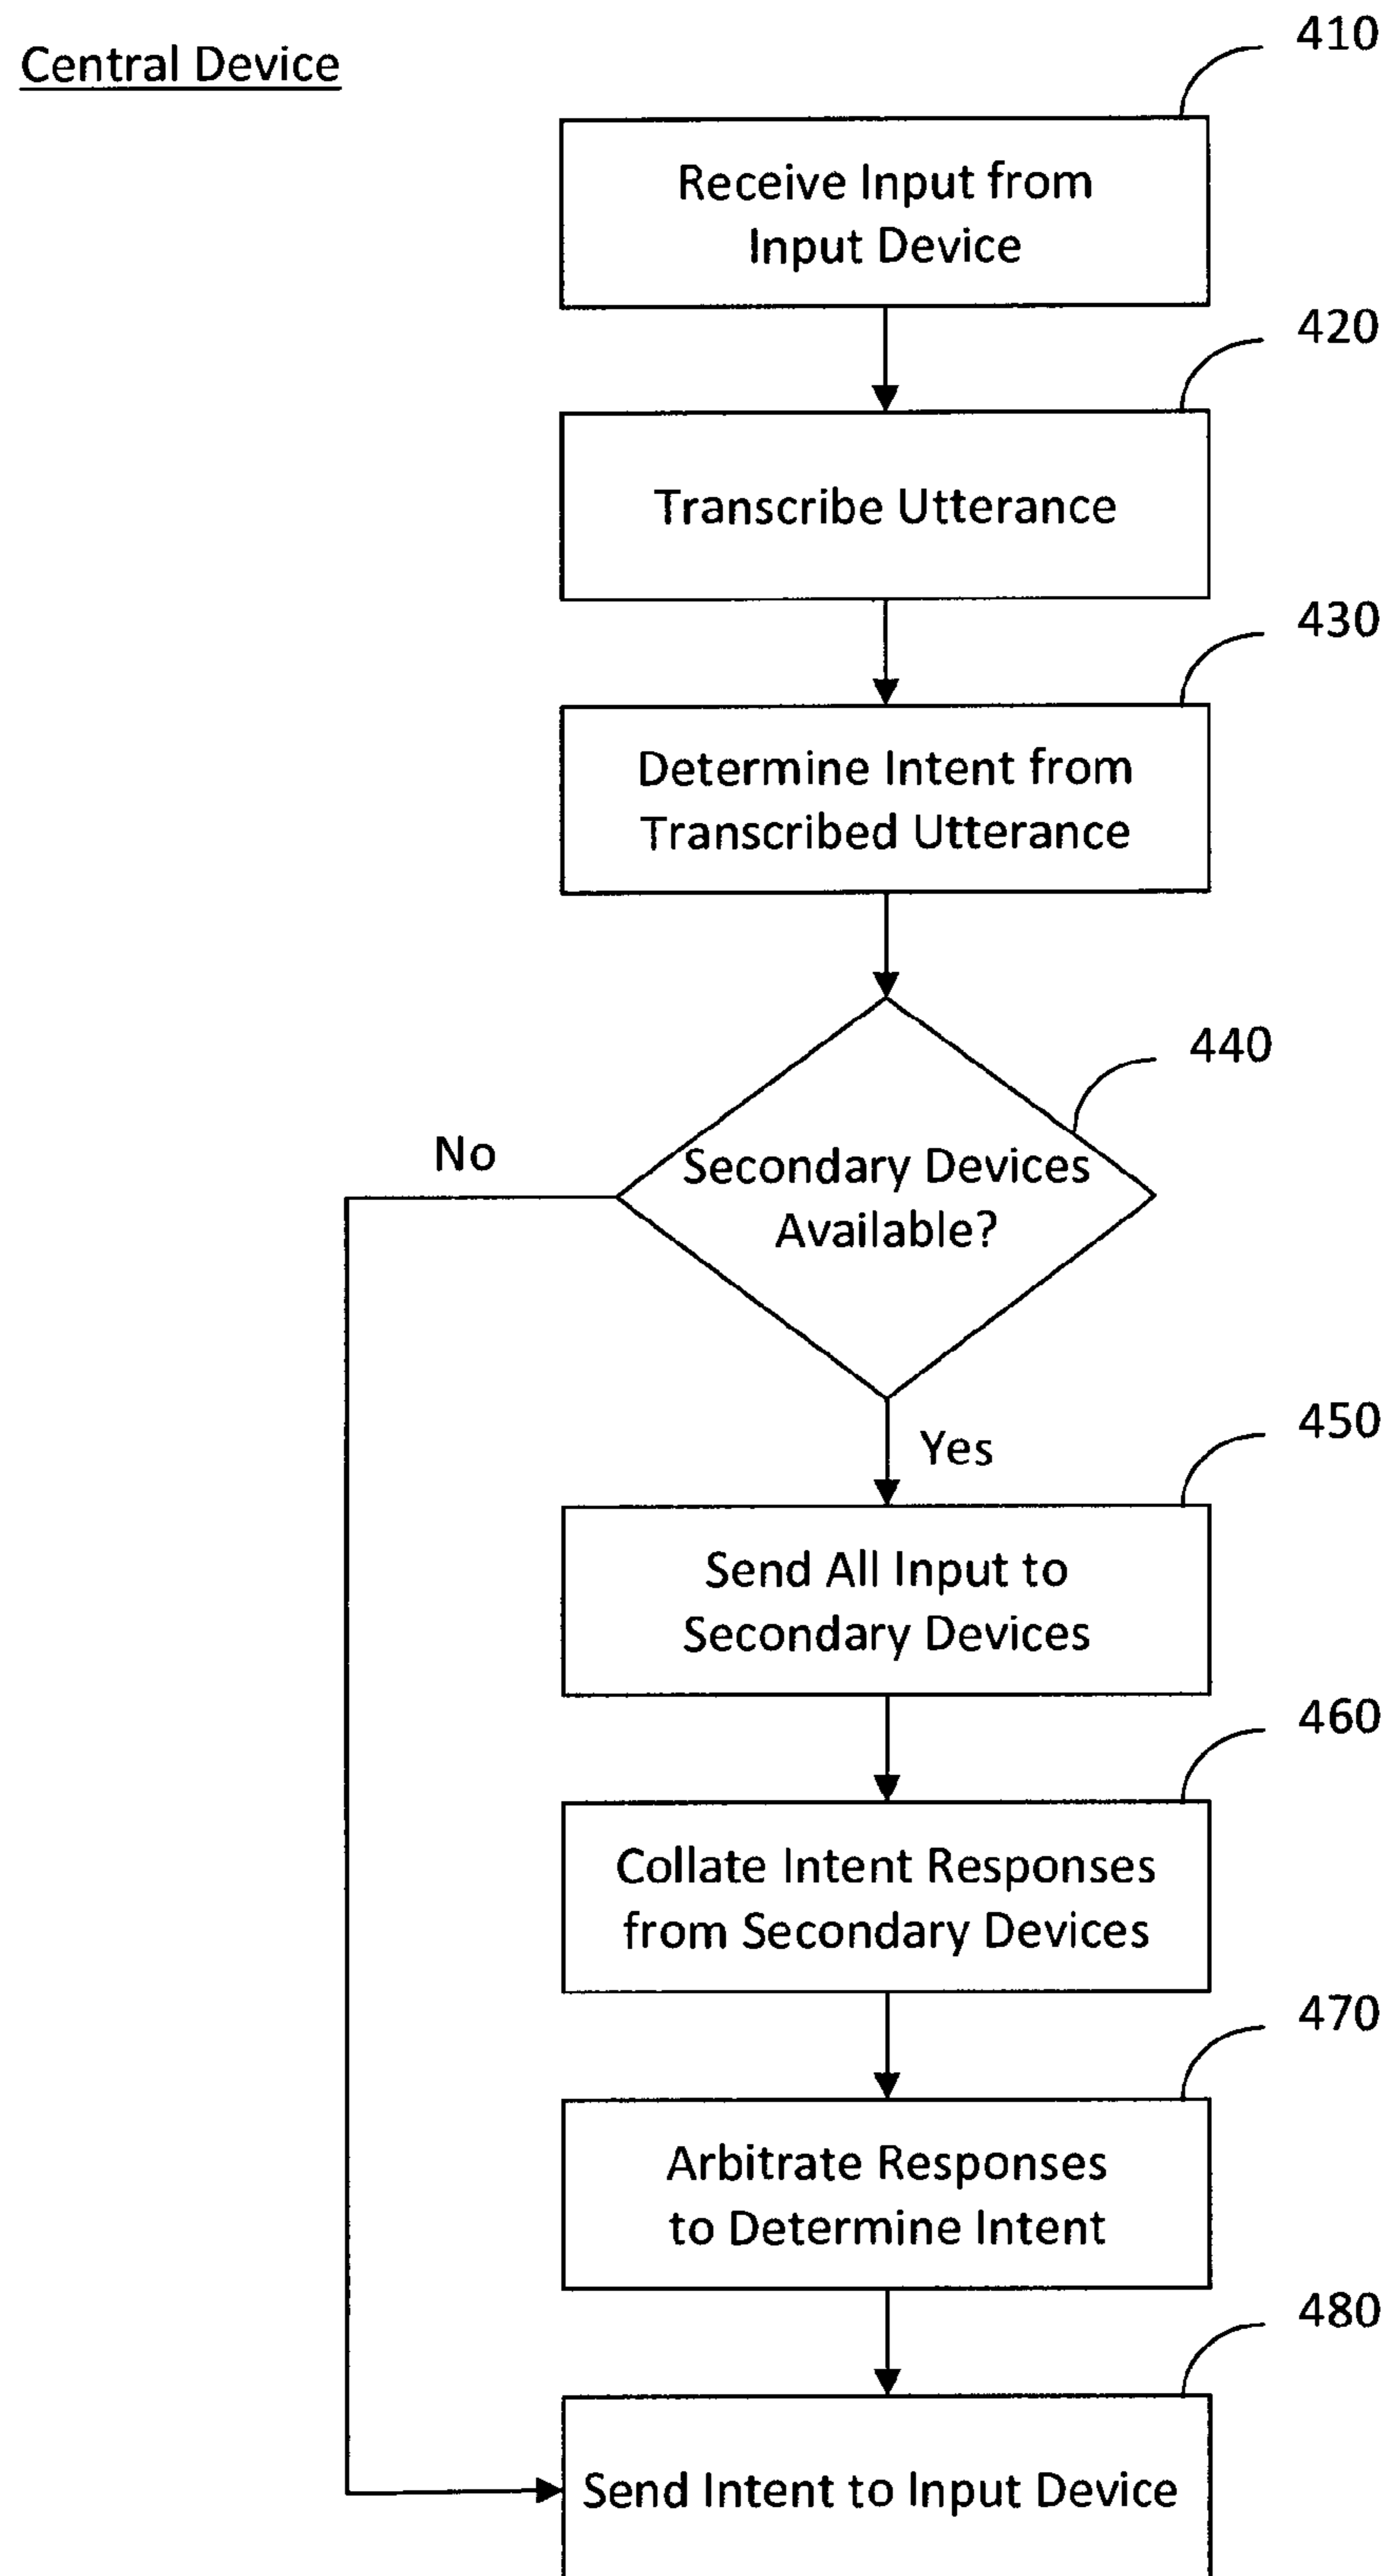 Central Device
410
Receive Input from
Input Device
420
Transcribe Utterance
430
Determine Intent from
Transcribed Utterance
440
No
Secondary Devices
Available?
Yes
450
Send All Input to
Secondary Devices
460
Collate Intent Responses
from Secondary Devices
470
Arbitrate Responses
to Determine Intent
480
Send Intent to Input Device